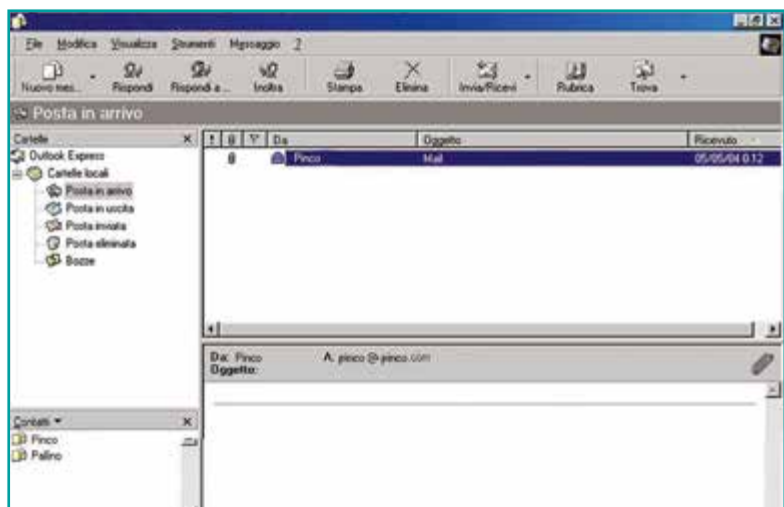 File Modifica Visualizza Strumenti Messaggio ?
Nuovo mes... Rispondi Rispondi a... Inoltra Stampa Elimina Invia/Ricevi Rubrica Trova
Posta in arrivo
Cartelle
! Da Oggetto Ricevuto
Outlook Express
Pinco Mail 05/05/04 0.12
Cartelle locali
Posta in arrivo
Posta in uscita
Posta inviata
Posta eliminata
Bozze
Da: Pinco A: pinco@pinco.com
Oggetto:
Contatti
Pinco
Pallino